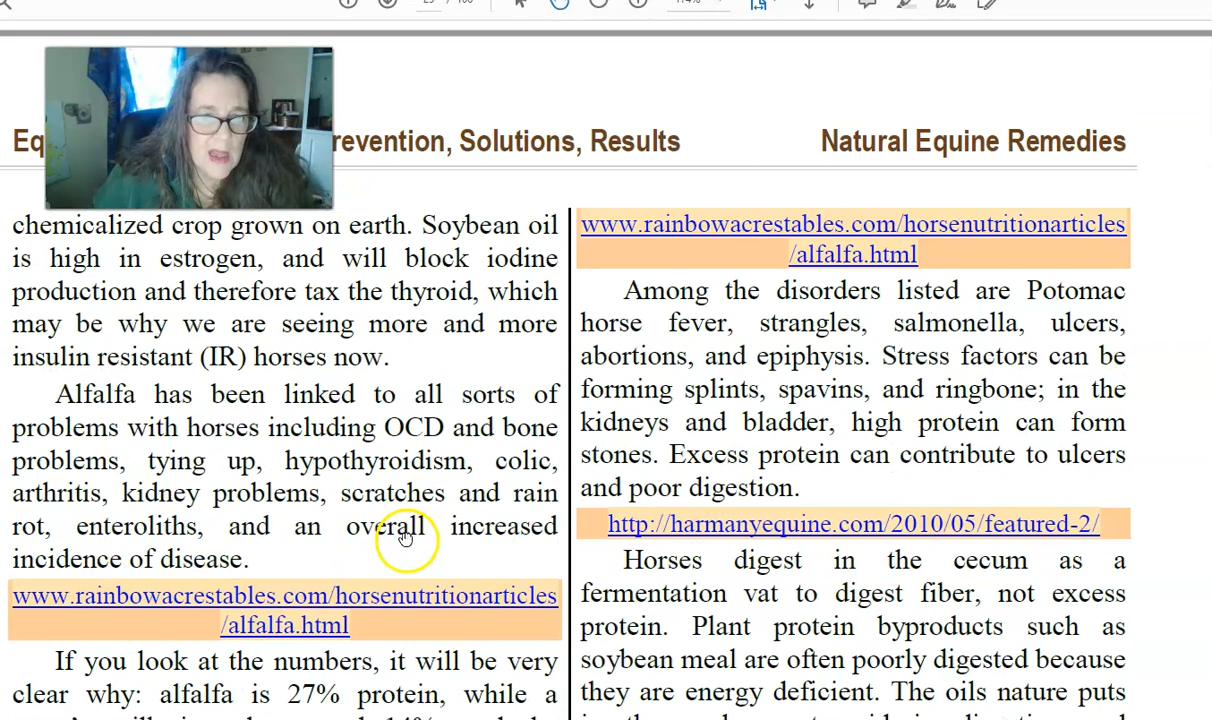 Eq
revention, Solutions, Results
Natural Equine Remedies
chemicalized crop grown on earth. Soybean oil
is high in estrogen, and will block iodine
production and therefore tax the thyroid, which
may be why we are seeing more and more
insulin resistant (IR) horses now.
Alfalfa has been linked to all sorts of
problems with horses including OCD and bone
problems, tying up, hypothyroidism, colic,
arthritis, kidney problems, scratches and rain
rot, enteroliths, and an overall increased
incidence of disease.
www.rainbowacrestables.com/horsenutritionarticles
/alfalfa.html
If you look at the numbers, it will be very
clear why: alfalfa is 27% protein, while a
www.rainbowacrestables.com/horsenutritionarticles
/alfalfa.html
Among the disorders listed are Potomac
horse fever, strangles, salmonella, ulcers,
abortions, and epiphysis. Stress factors can be
forming splints, spavins, and ringbone; in the
kidneys and bladder, high protein can form
stones. Excess protein can contribute to ulcers
and poor digestion.
http://harmanyequine.com/2010/05/featured-2/
Horses digest in the cecum as a
fermentation vat to digest fiber, not excess
protein. Plant protein byproducts such as
soybean meal are often poorly digested because
they are energy deficient. The oils nature puts